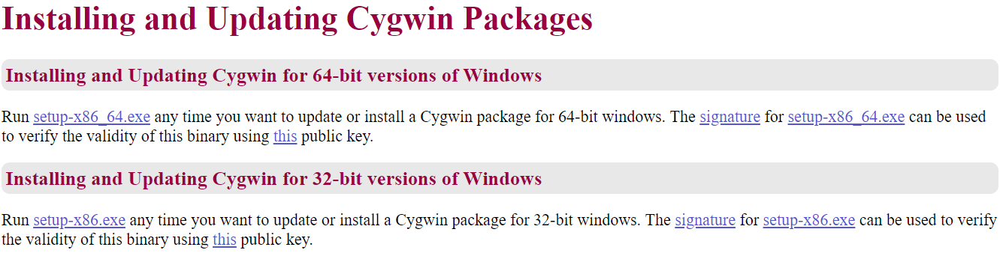 Installing and Updating Cygwin Packages
Installing and Updating Cygwin for 64-bit versions of Windows
Run setup-x86_64.exe any time you want to update or install a Cygwin package for 64-bit windows. The signature for setup-x86_64.exe can be used
to verify the validity of this binary using this public key.
Installing and Updating Cygwin for 32-bit versions of Windows
Run setup-x86.exe any time you want to update or install a Cygwin package for 32-bit windows. The signature for setup-x86.exe can be used to verify
the validity of this binary using this public key.